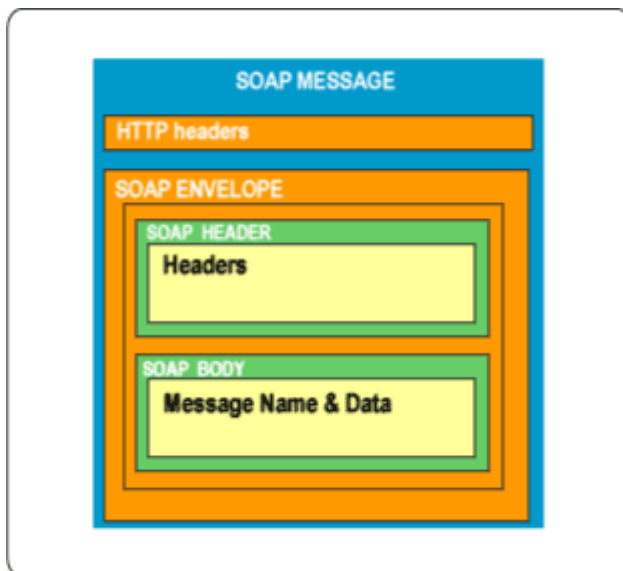 SOAP MESSAGE
HTTP headers
SOAP ENVELOPE
SOAP HEADER
Headers
SOAP BODY
Message Name & Data